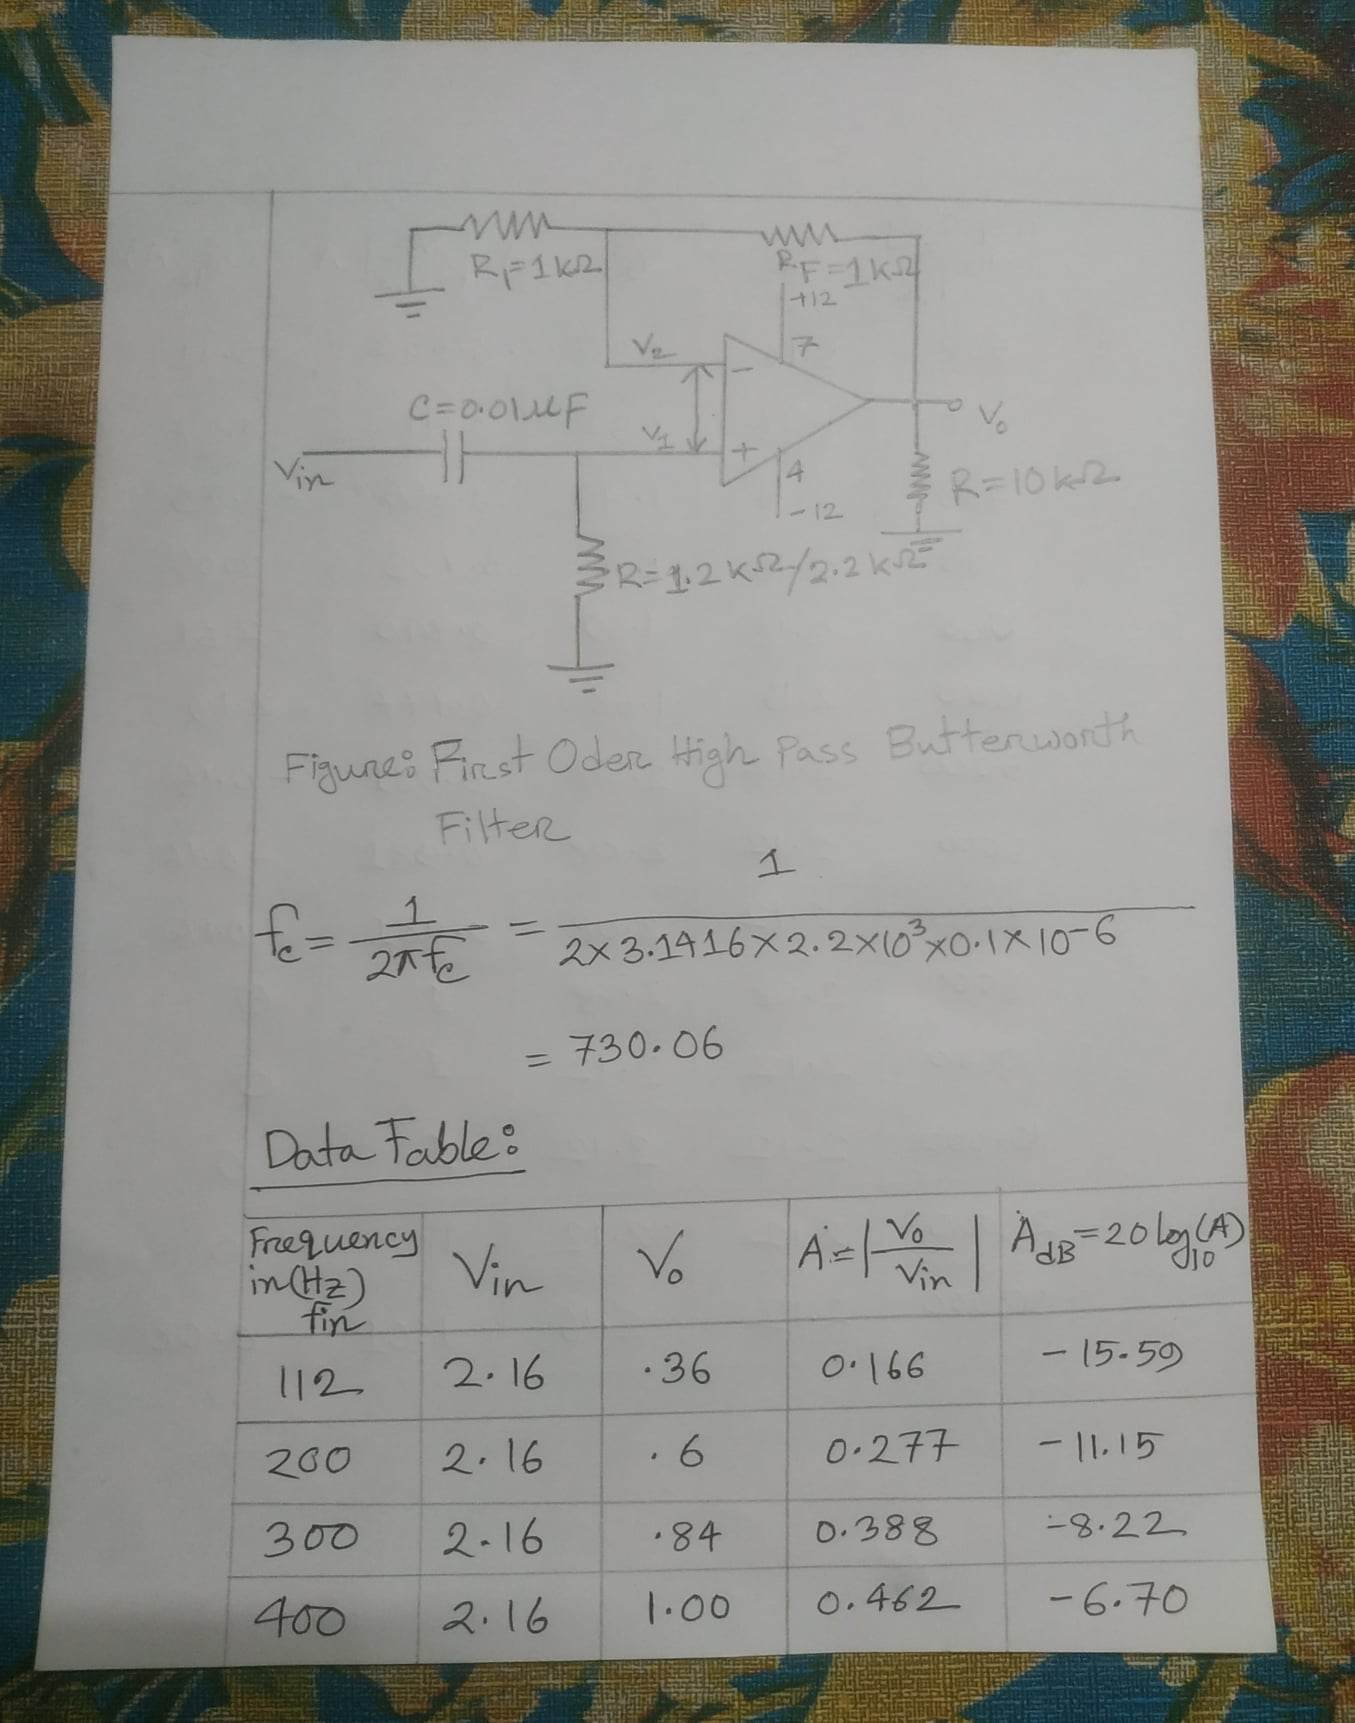 R₁=1kΩ
RF=1kΩ
+12
7
V₂
-
C=0.01μF
V₁
+
Vin
V₀
4
-12
R=10kΩ
R=1.2kΩ/2.2kΩ
Figure: First Oder High Pass Butterworth
Filter
fc = 1/2πfc = 1/2×3.1416×2.2×10³×0.1×10-6
= 730.06
Data Table:
Frequency in (Hz) fin | Vin | V₀ | A=|V₀/Vin| | AdB=20log₁₀(A)
112 | 2.16 | .36 | 0.166 | -15.59
200 | 2.16 | .6 | 0.277 | -11.15
300 | 2.16 | .84 | 0.388 | -8.22
400 | 2.16 | 1.00 | 0.462 | -6.70